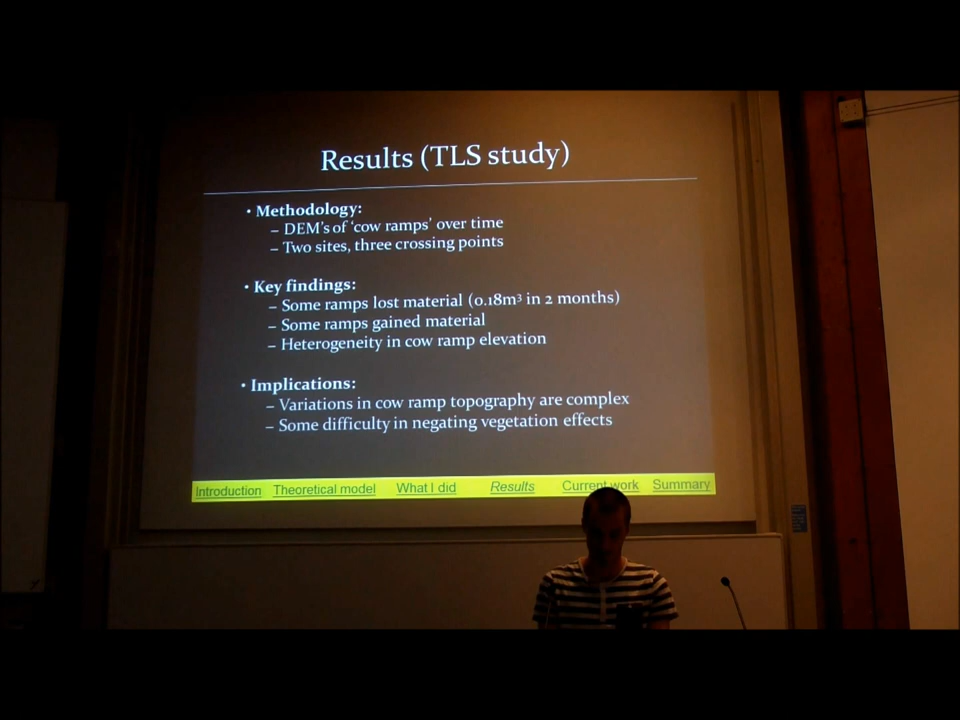 Results (TLS study)
• Methodology:
– DEM's of 'cow ramps' over time
– Two sites, three crossing points
• Key findings:
– Some ramps lost material (0.18m³ in 2 months)
– Some ramps gained material
– Heterogeneity in cow ramp elevation
• Implications:
– Variations in cow ramp topography are complex
– Some difficulty in negating vegetation effects
Introduction Theoretical model What I did Results Current work Summary